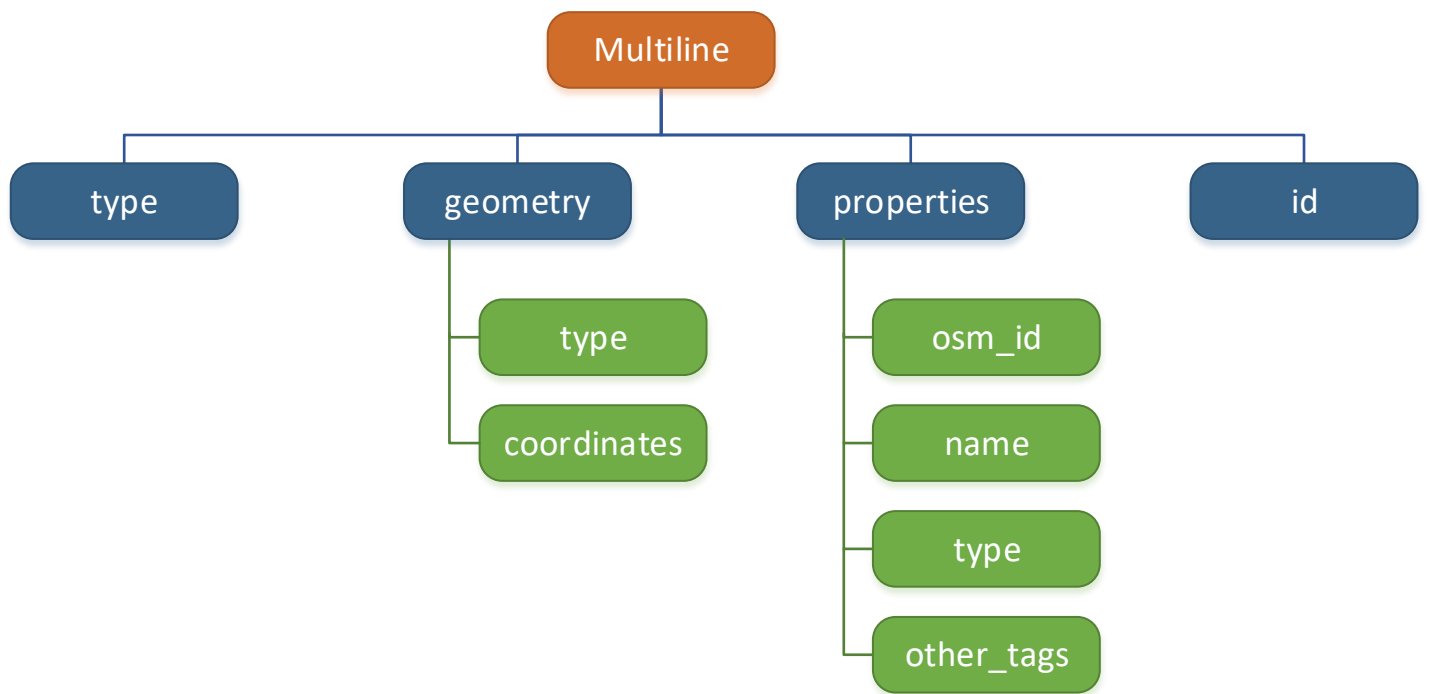 Multiline
type
geometry
properties
id
type
coordinates
osm_id
name
type
other_tags